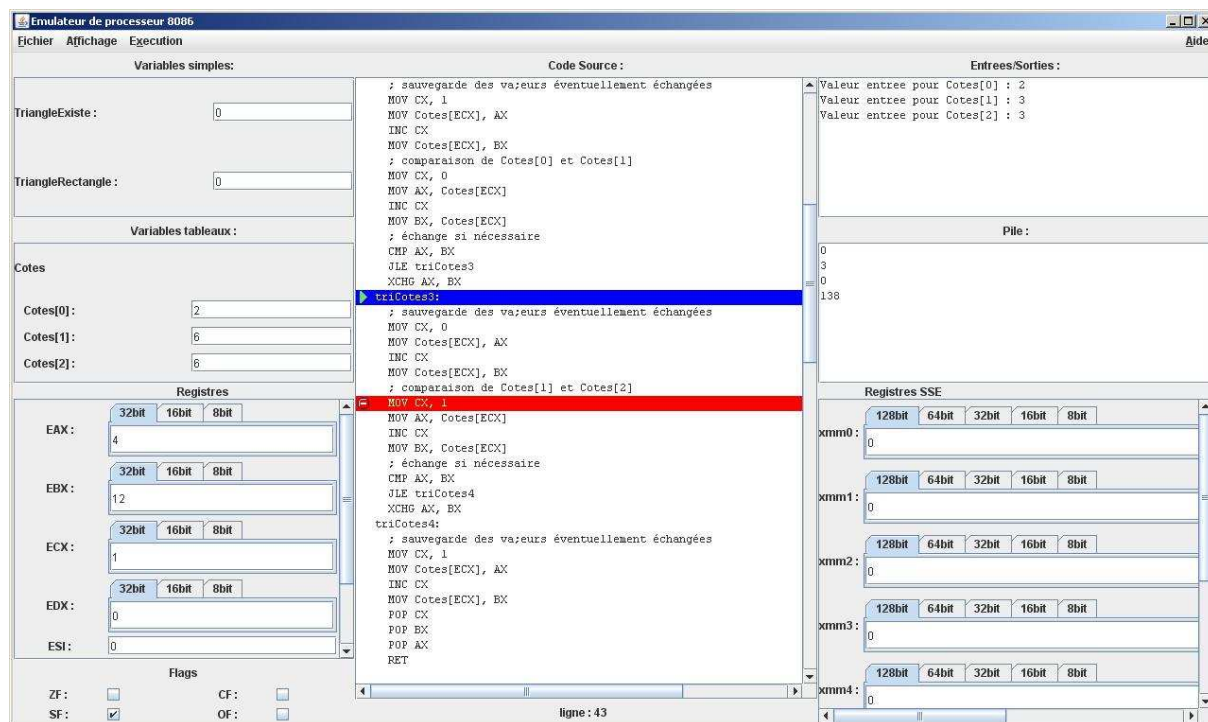 Emulateur de processeur 8086
Fichier Affichage Execution Aide
Variables simples:
TriangleExiste : 0
TriangleRectangle : 0
Variables tableaux :
Cotes
Cotes[0] : 2
Cotes[1] : 6
Cotes[2] : 6
Registres
32bit 16bit 8bit
EAX : 4
32bit 16bit 8bit
EBX : 12
32bit 16bit 8bit
ECX : 1
32bit 16bit 8bit
EDX : 0
ESI : 0
Flags
ZF : CF :
SF : OF :
Code Source :
; sauvegarde des va;eurs éventuellement échangées
MOV CX, 1
MOV Cotes[ECX], AX
INC CX
MOV Cotes[ECX], BX
; comparaison de Cotes[0] et Cotes[1]
MOV CX, 0
MOV AX, Cotes[ECX]
INC CX
MOV BX, Cotes[ECX]
; échange si nécessaire
CMP AX, BX
JLE triCotes3
XCHG AX, BX
triCotes3:
; sauvegarde des va;eurs éventuellement échangées
MOV CX, 0
MOV Cotes[ECX], AX
INC CX
MOV Cotes[ECX], BX
; comparaison de Cotes[1] et Cotes[2]
MOV CX, 1
MOV AX, Cotes[ECX]
INC CX
MOV BX, Cotes[ECX]
; échange si nécessaire
CMP AX, BX
JLE triCotes4
XCHG AX, BX
triCotes4:
; sauvegarde des va;eurs éventuellement échangées
MOV CX, 1
MOV Cotes[ECX], AX
INC CX
MOV Cotes[ECX], BX
POP CX
POP BX
POP AX
RET
ligne : 43
Entrees/Sorties :
Valeur entree pour Cotes[0] : 2
Valeur entree pour Cotes[1] : 3
Valeur entree pour Cotes[2] : 3
Pile :
0
3
0
138
Registres SSE
128bit 64bit 32bit 16bit 8bit
xmm0 : 0
128bit 64bit 32bit 16bit 8bit
xmm1 : 0
128bit 64bit 32bit 16bit 8bit
xmm2 : 0
128bit 64bit 32bit 16bit 8bit
xmm3 : 0
128bit 64bit 32bit 16bit 8bit
xmm4 : 0